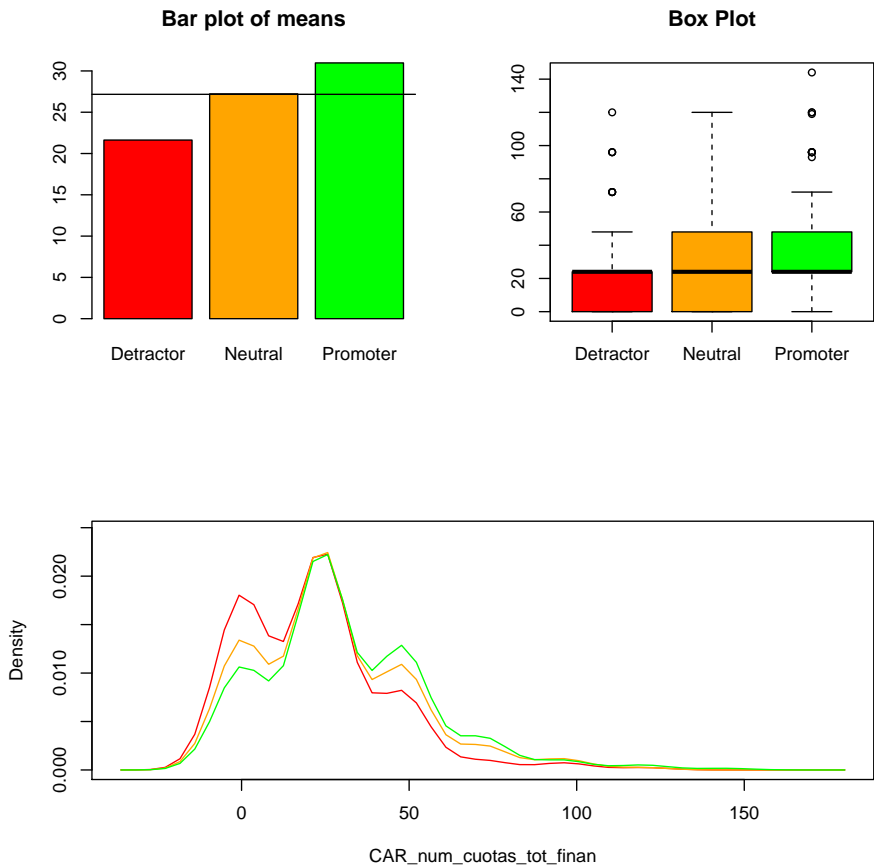 Bar plot of means
30
25
20
15
10
5
0
Detractor Neutral Promoter
Box Plot
140
100
60
20
0
Detractor Neutral Promoter
Density
0.020
0.010
0.000
0 50 100 150
CAR_num_cuotas_tot_finan